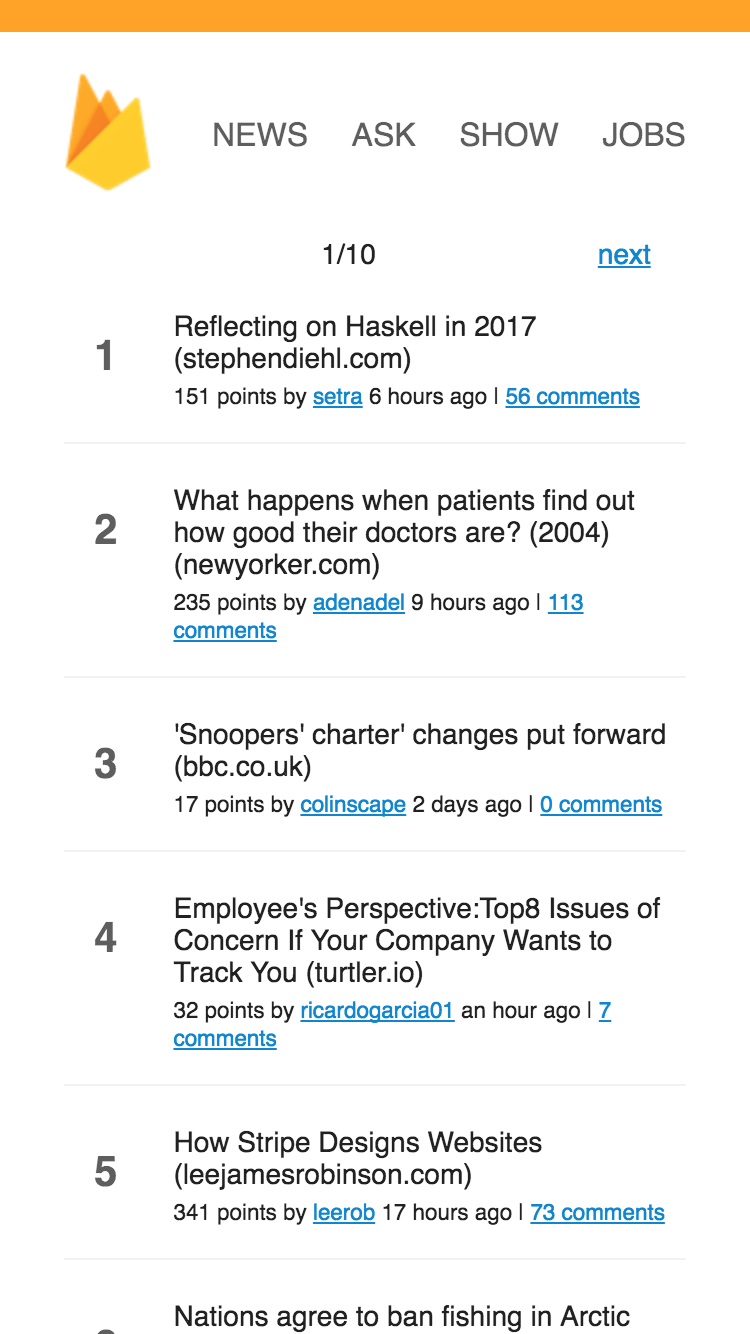 NEWS ASK SHOW JOBS
1/10 next
1
Reflecting on Haskell in 2017
(stephendiehl.com)
151 points by setra 6 hours ago | 56 comments
2
What happens when patients find out
how good their doctors are? (2004)
(newyorker.com)
235 points by adenadel 9 hours ago | 113
comments
3
'Snoopers' charter' changes put forward
(bbc.co.uk)
17 points by colinscape 2 days ago | 0 comments
4
Employee's Perspective:Top8 Issues of
Concern If Your Company Wants to
Track You (turtler.io)
32 points by ricardogarcia01 an hour ago | 7
comments
5
How Stripe Designs Websites
(leejamesrobinson.com)
341 points by leerob 17 hours ago | 73 comments
Nations agree to ban fishing in Arctic